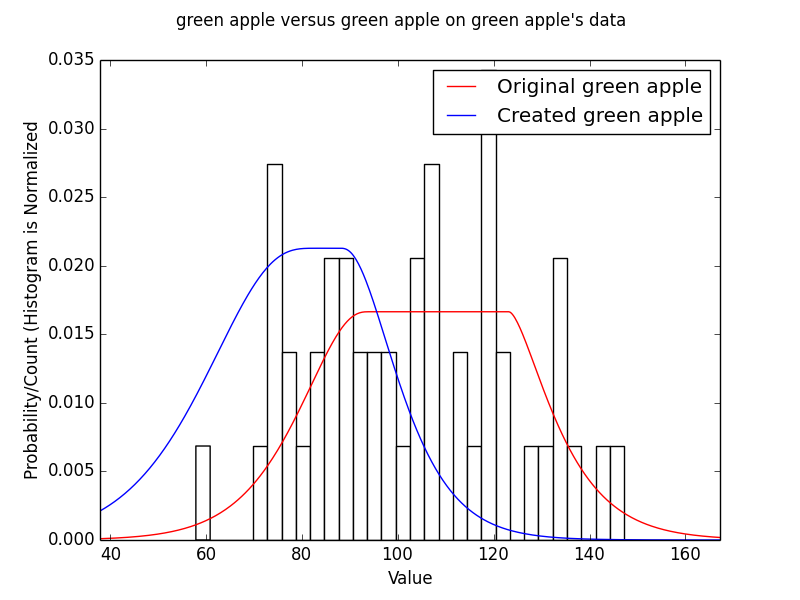 green apple versus green apple on green apple's data
Original green apple
Created green apple
0.035
0.030
0.025
0.020
0.015
0.010
0.005
0.000
Probability/Count (Histogram is Normalized
40 60 80 100 120 140 160
Value